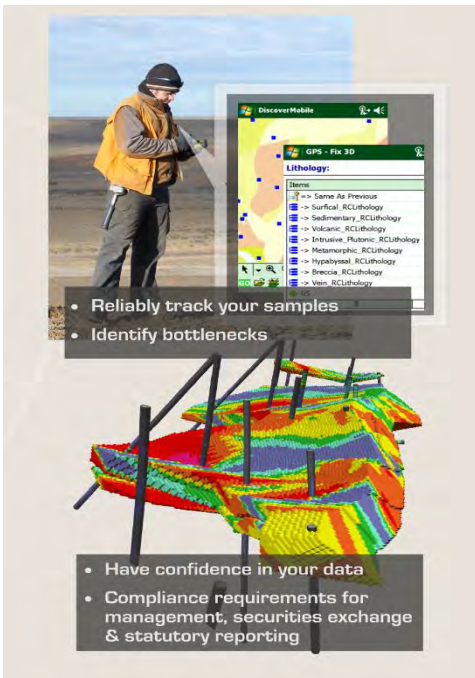 DiscoverMobile
GPS - Fix 3D
Lithology:
Items
=> Same As Previous
-> Surfical_RCLithology
-> Sedimentary_RCLithology
-> Volcanic_RCLithology
-> Intrusive_Plutonic_RCLithology
-> Metamorphic_RCLithology
-> Hypabyssal_RCLithology
-> Breccia_RCLithology
-> Vein_RCLithology
GO
• Reliably track your samples
• Identify bottlenecks
• Have confidence in your data
• Compliance requirements for
management, securities exchange
& statutory reporting